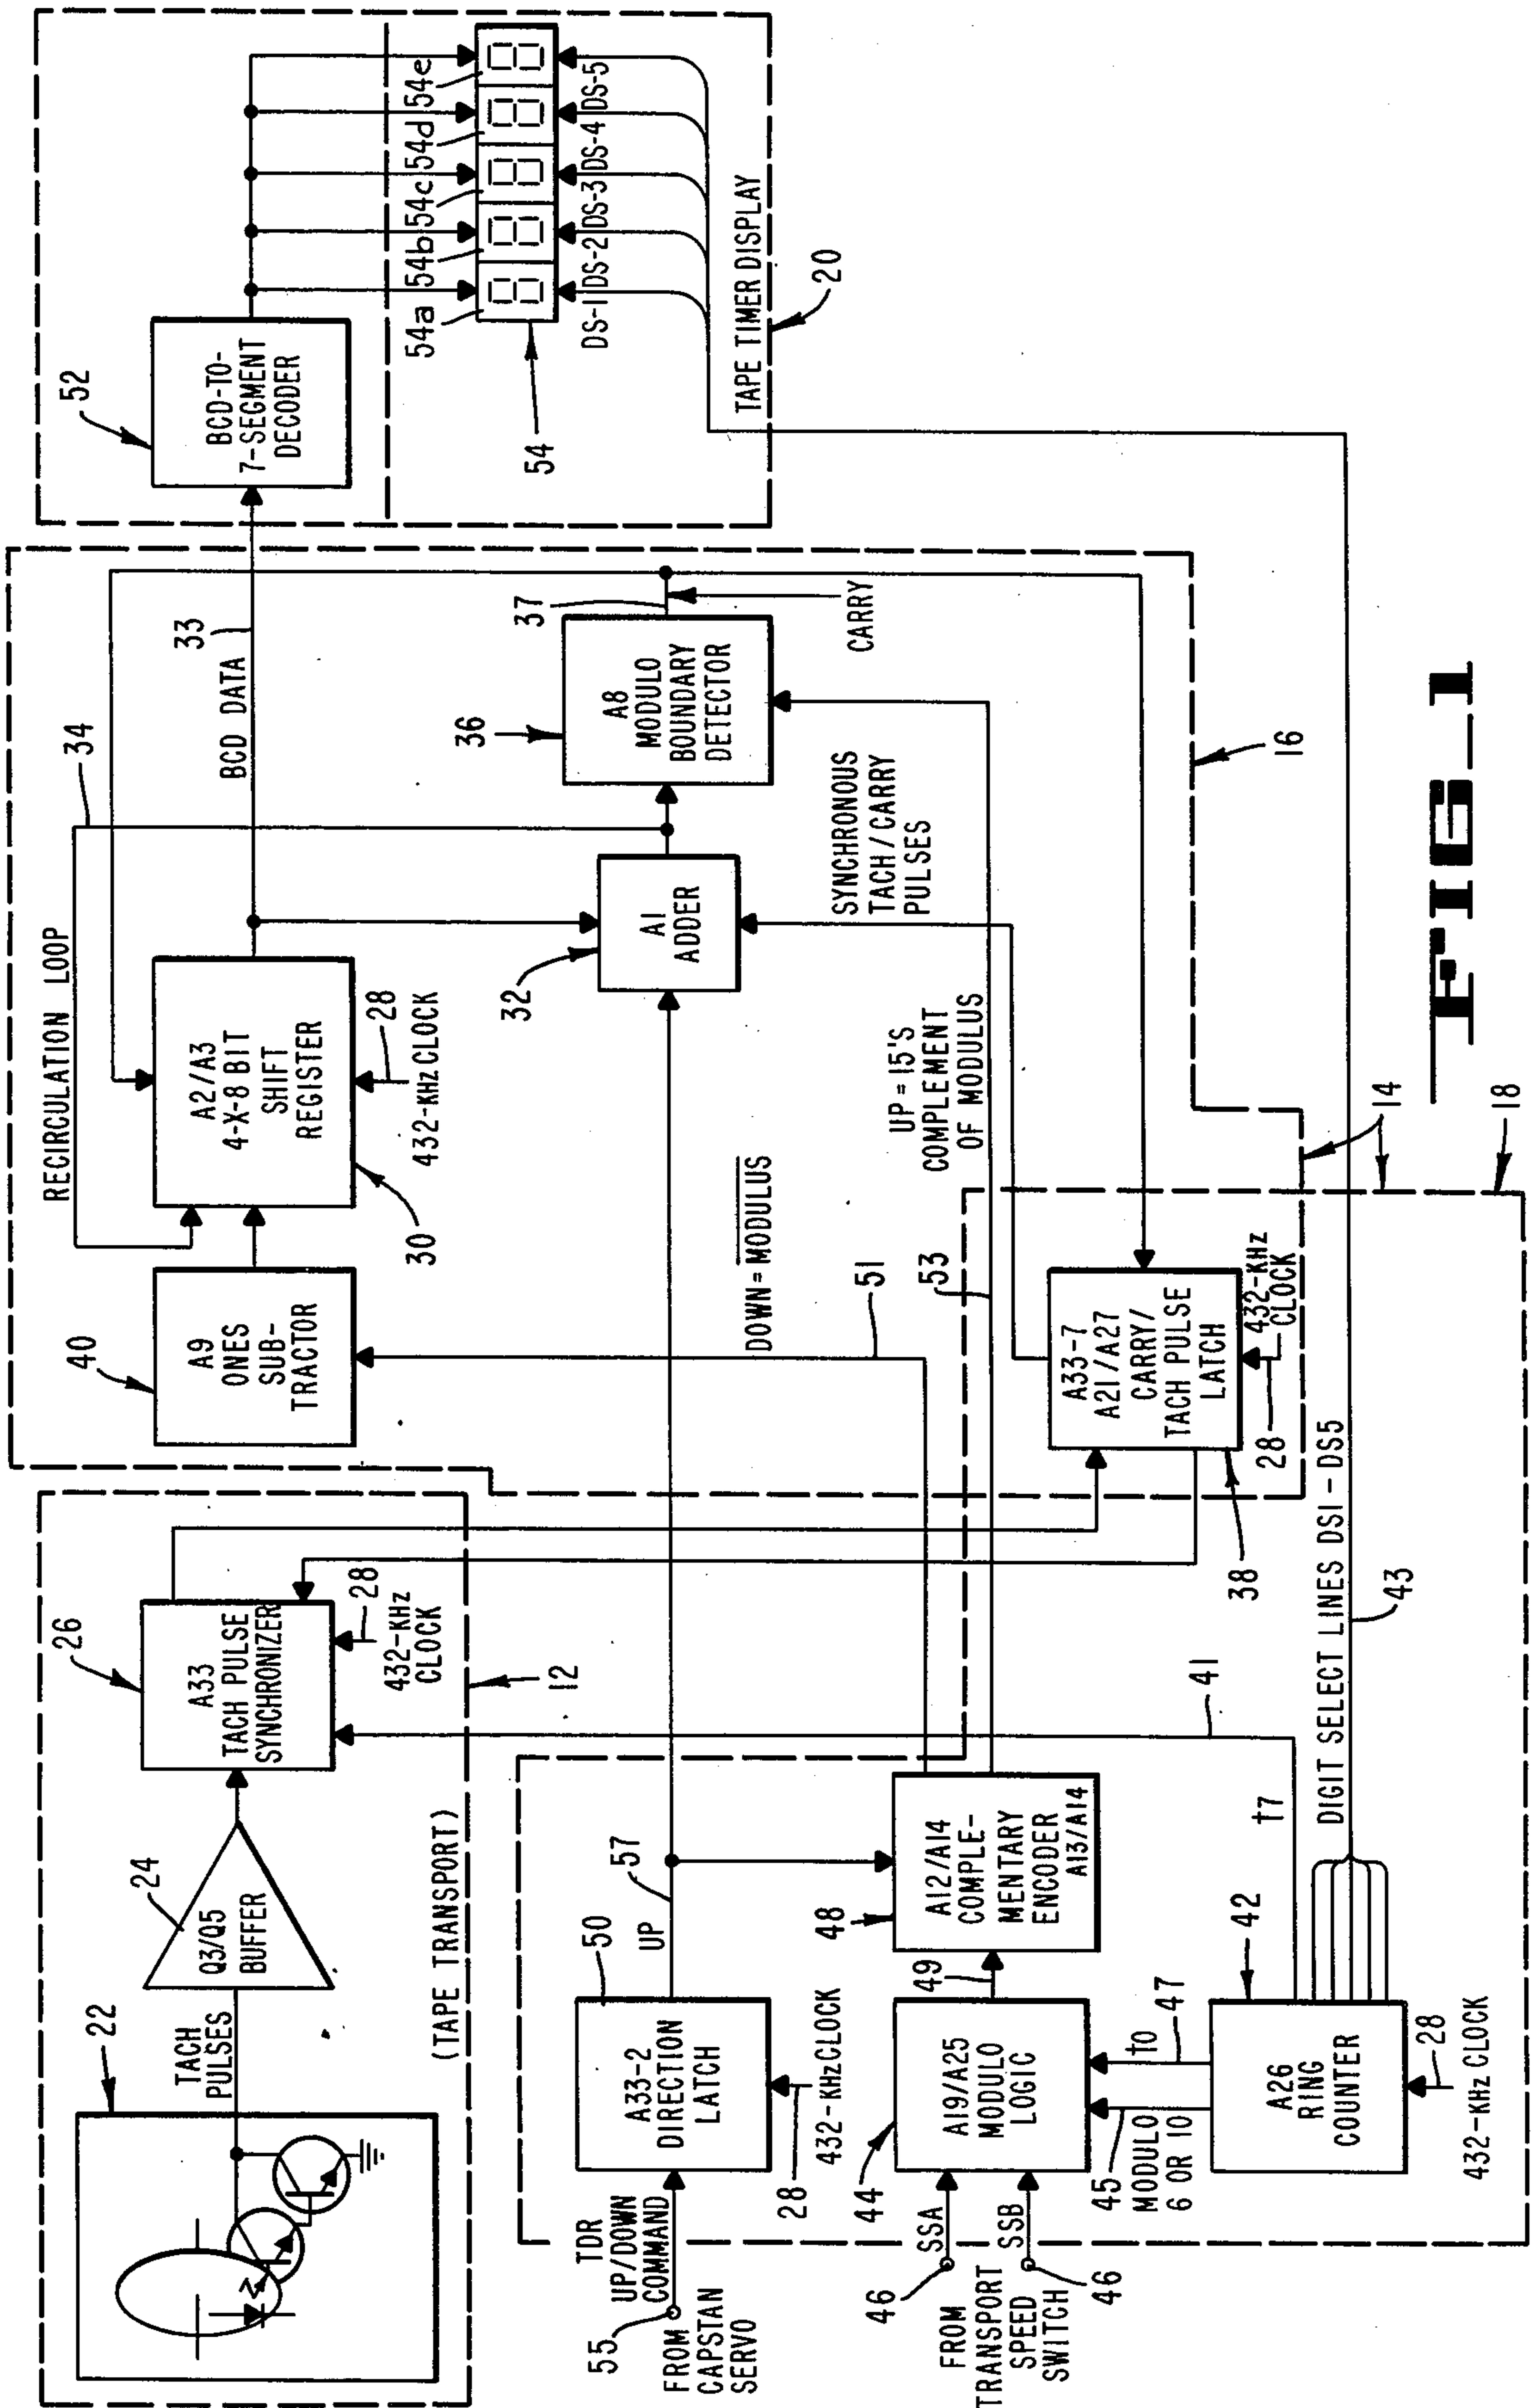 22
TACH
PULSES
24
Q3/Q5
BUFFER
26
A33
TACH PULSE
SYNCHRONIZER
28
432-KHz
CLOCK
12
(TAPE TRANSPORT)
40
A9
ONES
SUB-
TRACTOR
RECIRCULATION LOOP
34
A2/A3
4-X-8 BIT
SHIFT
REGISTER
30
28
432-KHz CLOCK
33
BCD DATA
52
BCD-TO-
7-SEGMENT
DECODER
54a
54b
54c
54d
54e
54
DS-1
DS-2
DS-3
DS-4
DS-5
TAPE TIMER DISPLAY
20
32
A1
ADDER
36
A8
MODULO
BOUNDARY
DETECTOR
37
CARRY
SYNCHRONOUS
TACH/CARRY
PULSES
UP = 15'S
COMPLEMENT
OF MODULUS
DOWN = MODULUS
51
53
16
14
18
TDR
UP/DOWN
COMMAND
55
FROM
CAPSTAN
SERVO
50
A33-2
DIRECTION
LATCH
28
432-KHz CLOCK
UP
57
46
SSA
SSB
46
FROM
TRANSPORT
SPEED
SWITCH
44
A19/A25
MODULO
LOGIC
49
48
A12/A14
COMPLE-
MENTARY
ENCODER
A13/A14
45
MODULO
6 OR 10
t0
47
42
A26
RING
COUNTER
28
432-KHz CLOCK
t7
41
DIGIT SELECT LINES DS1-DS5
43
A33-7
A21/A27
CARRY/
TACH PULSE
LATCH
38
28
432-KHz
CLOCK
FIG 1